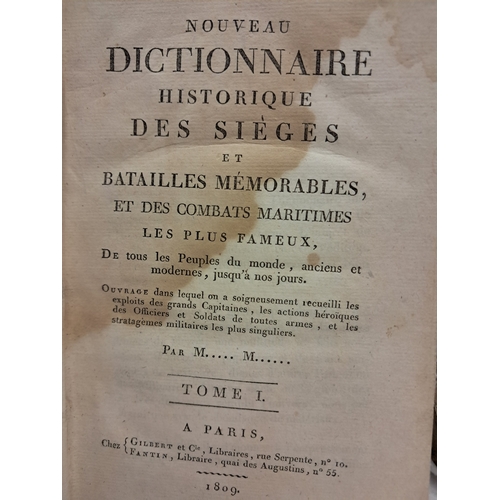 NOUVEAU
DICTIONNAIRE
HISTORIQUE
DES SIÈGES
ET
BATAILLES MÉMORABLES,
ET DES COMBATS MARITIMES
LES PLUS FAMEUX,
De tous les Peuples du monde, anciens et
modernes, jusqu'à nos jours.
Ouvrage dans lequel on a soigneusement recueilli les
exploits des grands Capitaines, les actions héroïques
des Officiers et Soldats de toutes armes, et les
stratagèmes militaires les plus singuliers.
Par M..... M......
TOME I.
A PARIS,
Chez { Gilbert et Cie, Libraires, rue Serpente, n° 10.
Fantin, Libraire, quai des Augustins, n° 55.
1809.